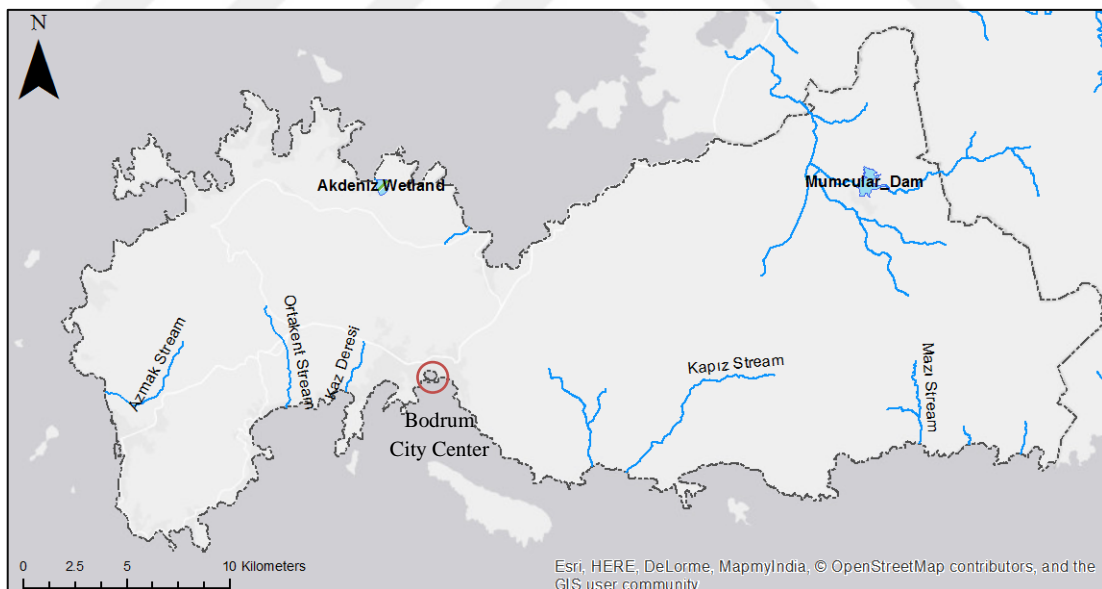 N
Akdeniz Wetland
Mumcular_Dam
Azmak Stream
Ortakent Stream
Kaz Deresi
Kapız Stream
Mazı Stream
Bodrum
City Center
0 2.5 5 10 Kilometers
Esri, HERE, DeLorme, MapmyIndia, © OpenStreetMap contributors, and the
GIS user community